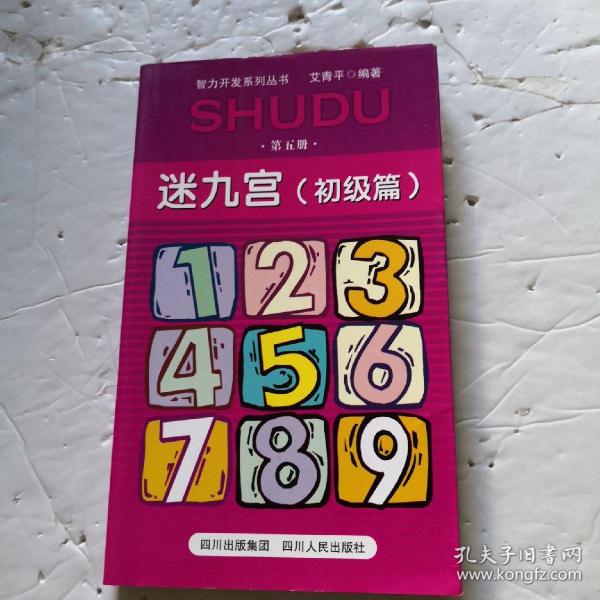 智力开发系列丛书 艾青平◎编著
SHUDU
·第五册·
迷九宫（初级篇）
1 2 3
4 5 6
7 8 9
四川出版集团 四川人民出版社
孔夫子旧书网
www.kongfz.com